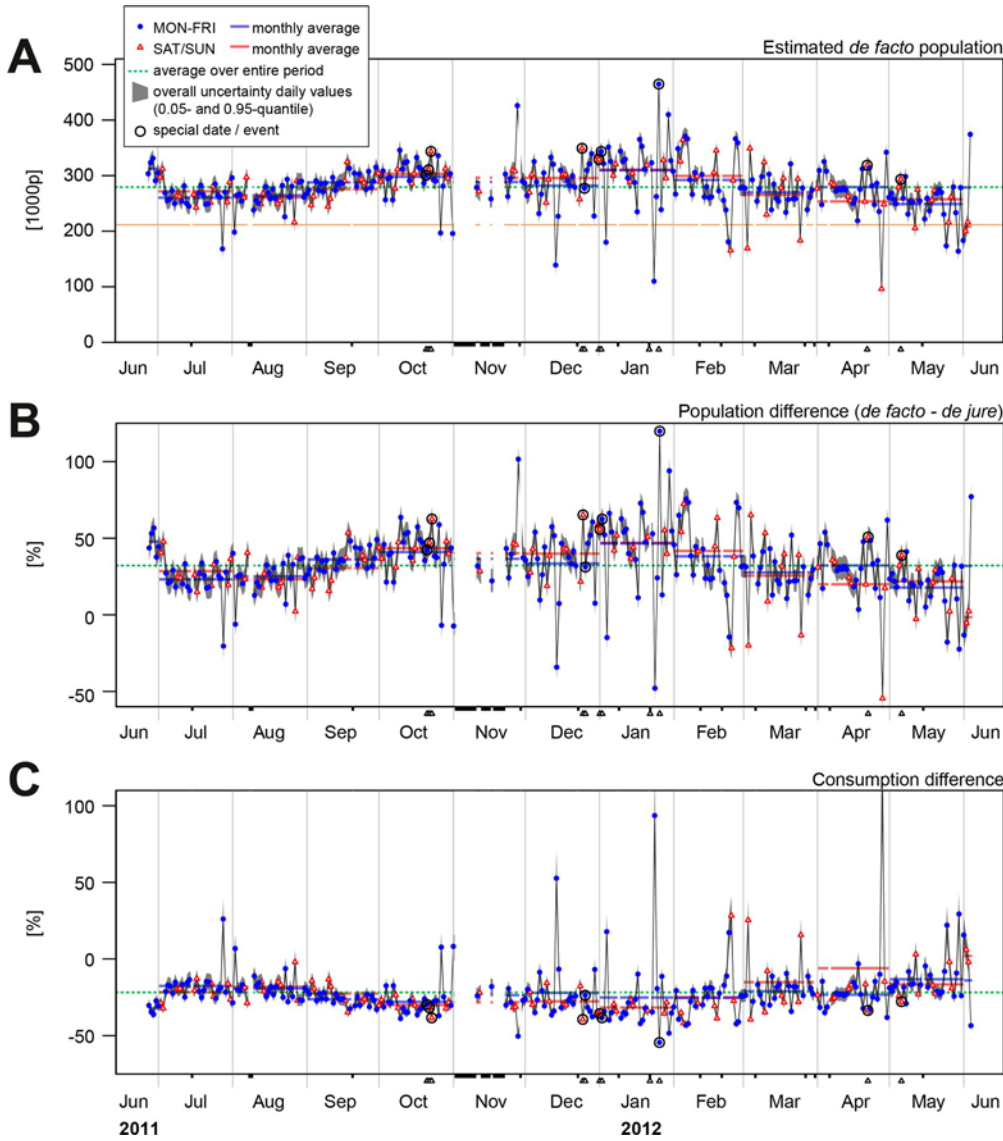 MON-FRI monthly average
SAT/SUN monthly average
average over entire period
overall uncertainty daily values
(0.05- and 0.95-quantile)
special date / event
A
Estimated de facto population
500
400
300
200
100
0
[1000p]
Jun Jul Aug Sep Oct Nov Dec Jan Feb Mar Apr May Jun
B
Population difference (de facto - de jure)
100
50
0
-50
[%]
Jun Jul Aug Sep Oct Nov Dec Jan Feb Mar Apr May Jun
C
Consumption difference
100
50
0
-50
[%]
Jun Jul Aug Sep Oct Nov Dec Jan Feb Mar Apr May Jun
2011 2012